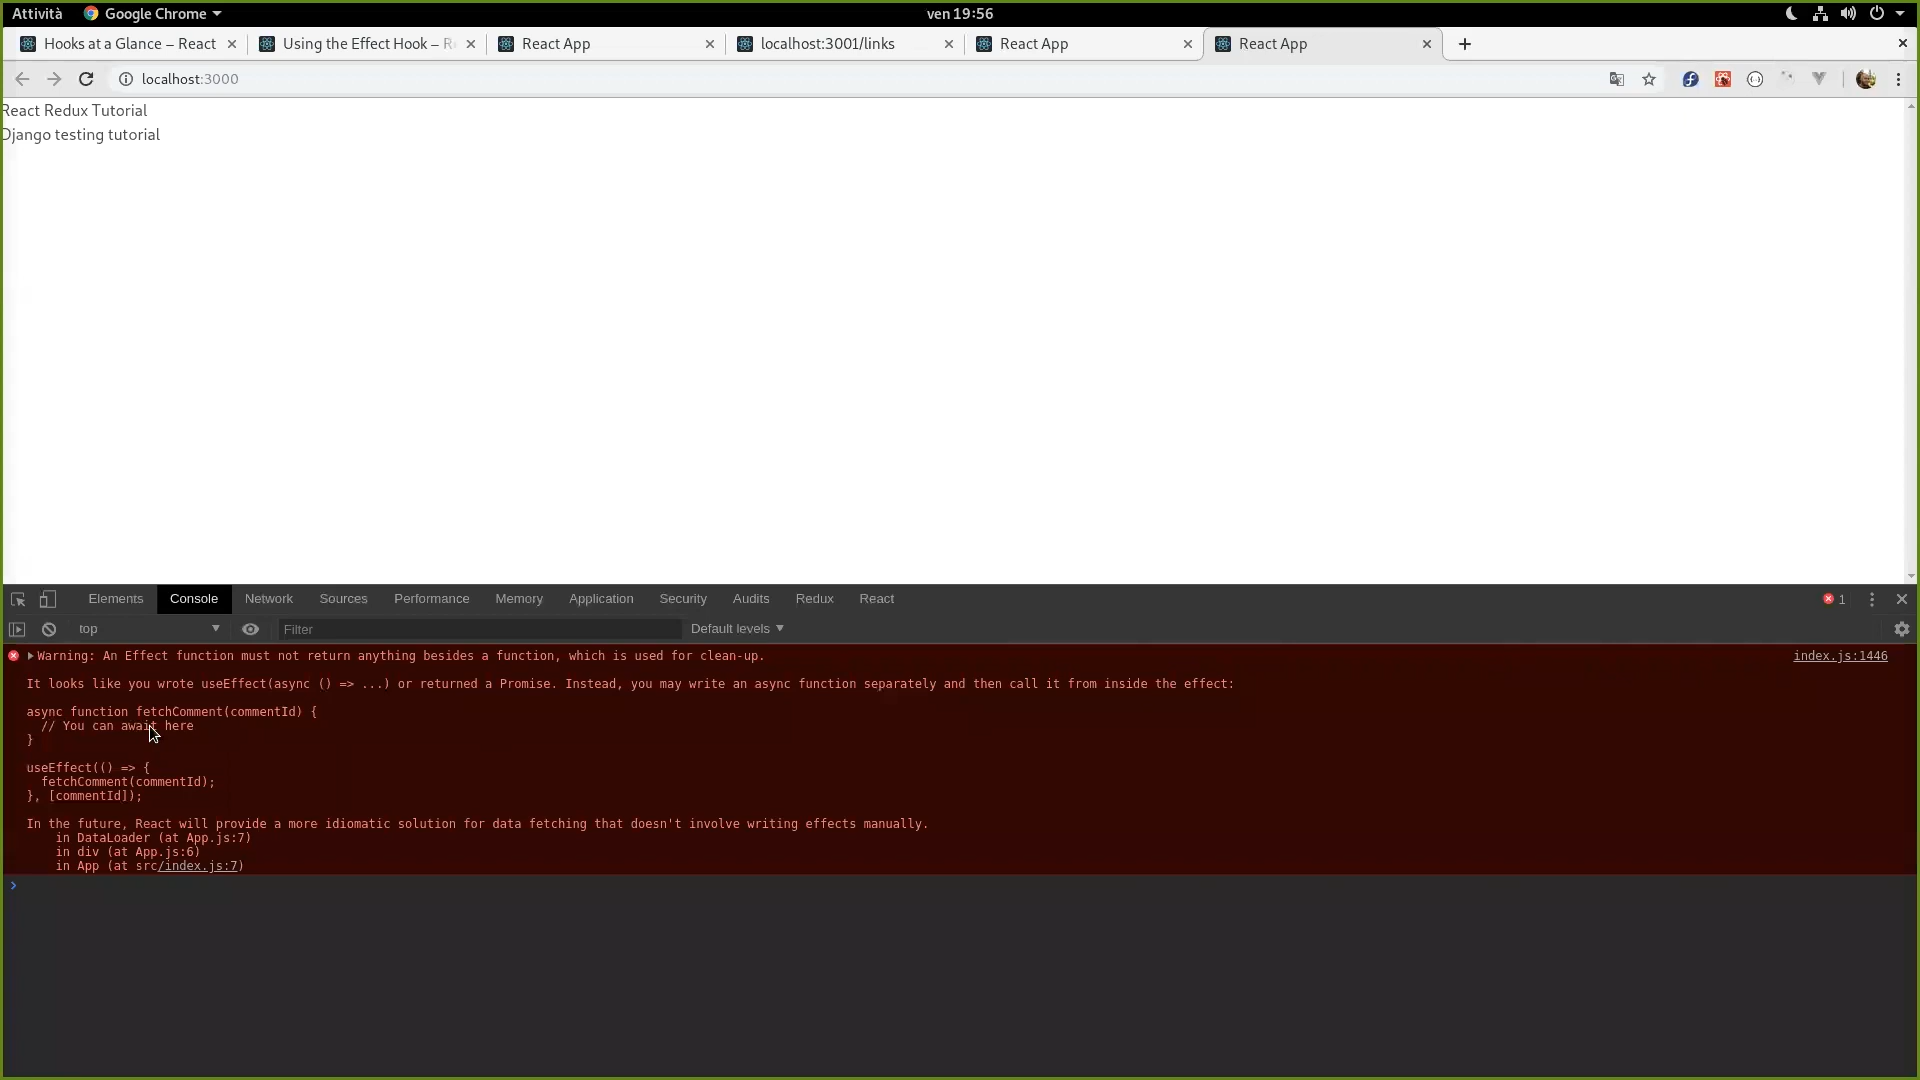 Attività
Google Chrome
ven 19:56
Hooks at a Glance – React
Using the Effect Hook – Re
React App
localhost:3001/links
React App
React App
localhost:3000
React Redux Tutorial
Django testing tutorial
Elements
Console
Network
Sources
Performance
Memory
Application
Security
Audits
Redux
React
1
top
Filter
Default levels
Warning: An Effect function must not return anything besides a function, which is used for clean-up.
index.js:1446
It looks like you wrote useEffect(async () => ...) or returned a Promise. Instead, you may write an async function separately and then call it from inside the effect:
async function fetchComment(commentId) {
// You can await here
}
useEffect(() => {
fetchComment(commentId);
}, [commentId]);
In the future, React will provide a more idiomatic solution for data fetching that doesn't involve writing effects manually.
in DataLoader (at App.js:7)
in div (at App.js:6)
in App (at src/index.js:7)